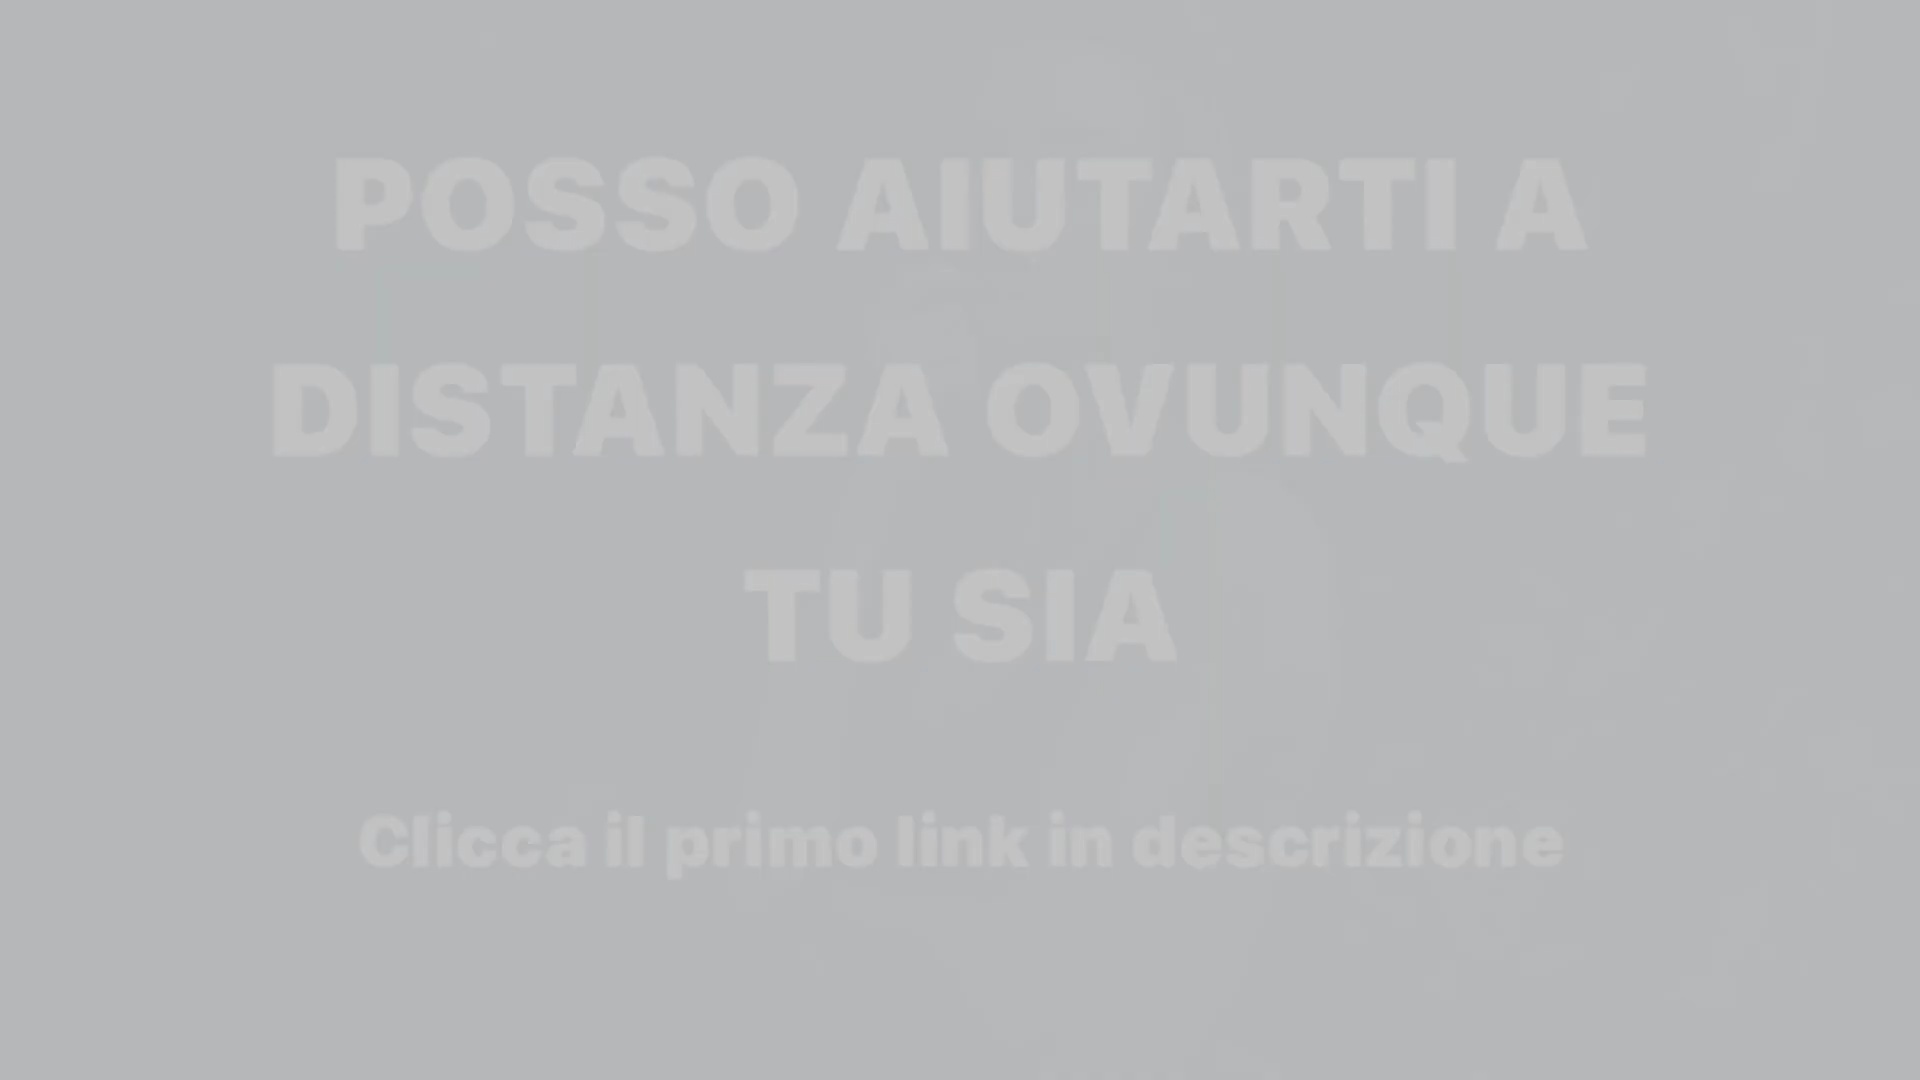 POSSO AIUTARTI A
DISTANZA OVUNQUE
TU SIA
Clicca il primo link in descrizione